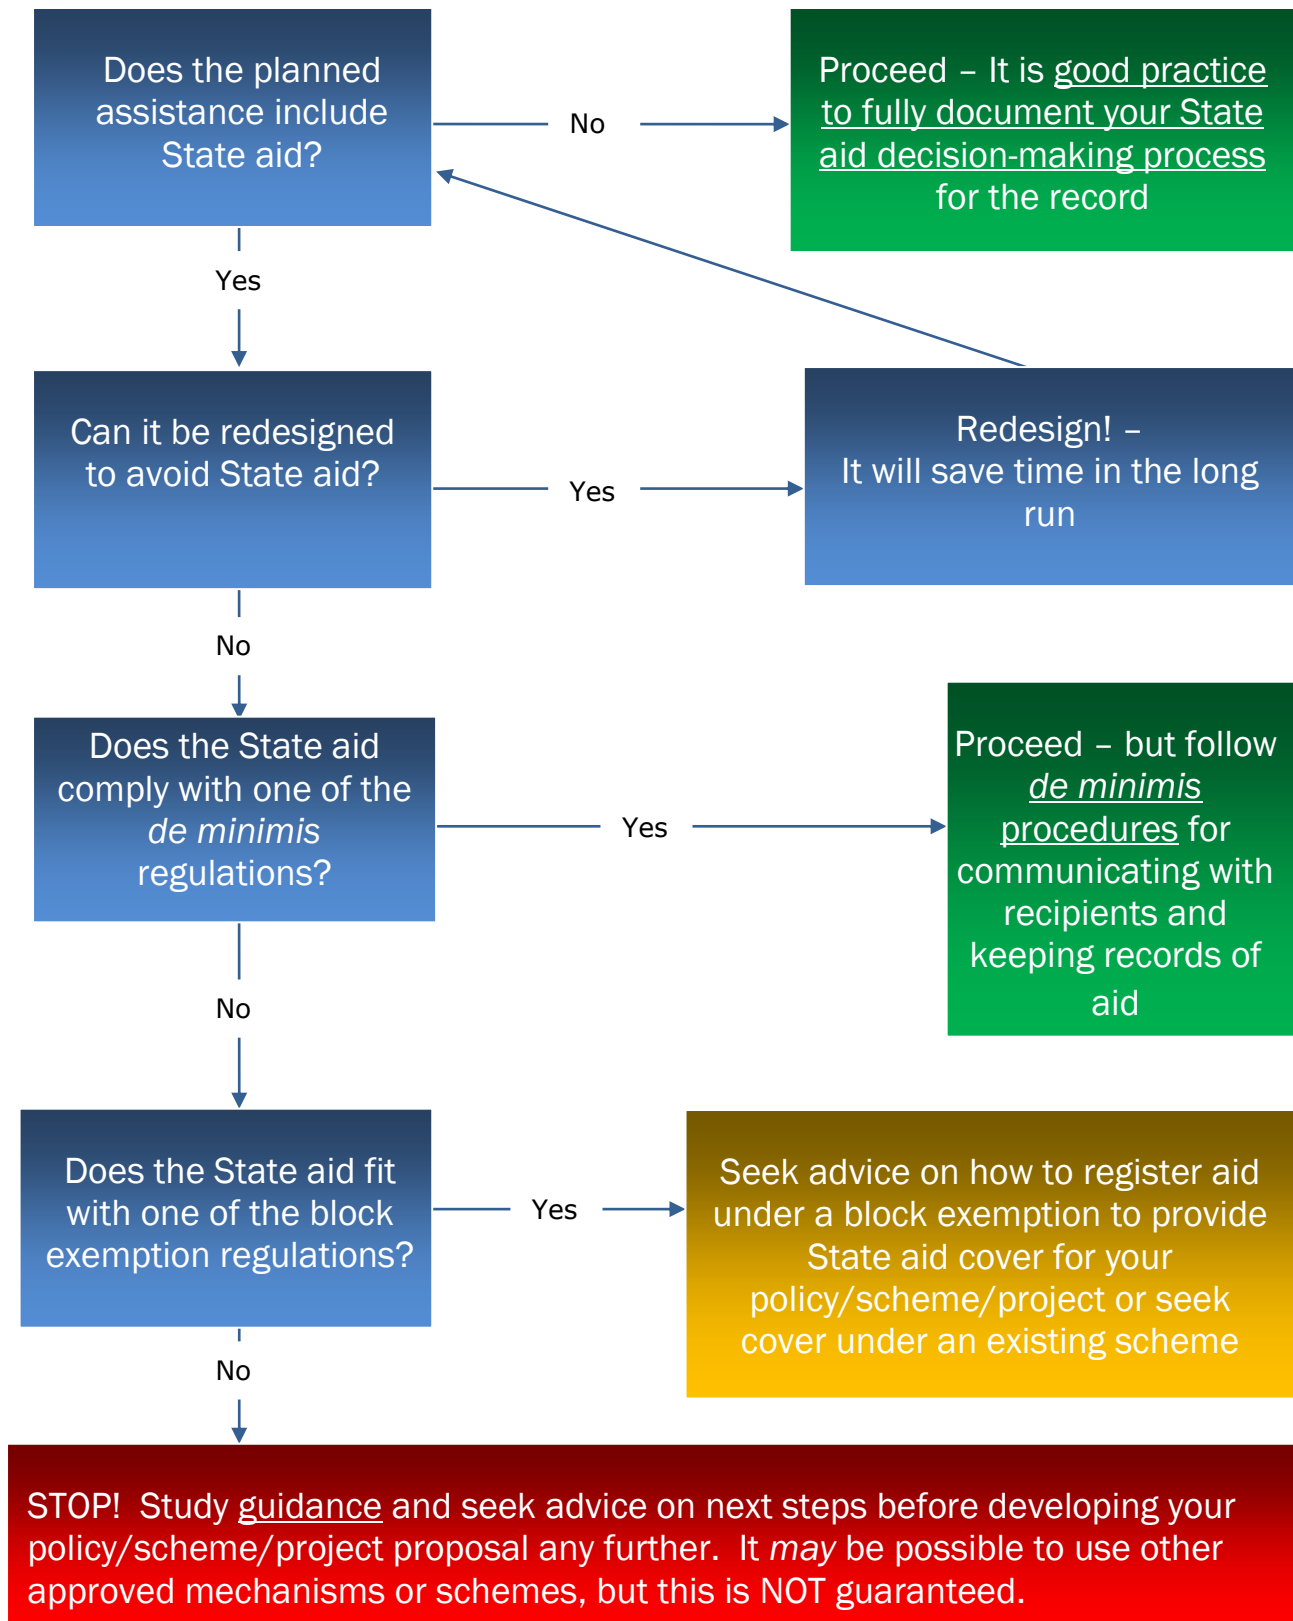 Does the planned
assistance include
State aid?
No
Proceed – It is good practice
to fully document your State
aid decision-making process
for the record
Yes
Can it be redesigned
to avoid State aid?
Yes
Redesign! –
It will save time in the long
run
No
Does the State aid
comply with one of the
de minimis
regulations?
Yes
Proceed – but follow
de minimis
procedures for
communicating with
recipients and
keeping records of
aid
No
Does the State aid fit
with one of the block
exemption regulations?
Yes
Seek advice on how to register aid
under a block exemption to provide
State aid cover for your
policy/scheme/project or seek
cover under an existing scheme
No
STOP!  Study guidance and seek advice on next steps before developing your
policy/scheme/project proposal any further.  It may be possible to use other
approved mechanisms or schemes, but this is NOT guaranteed.